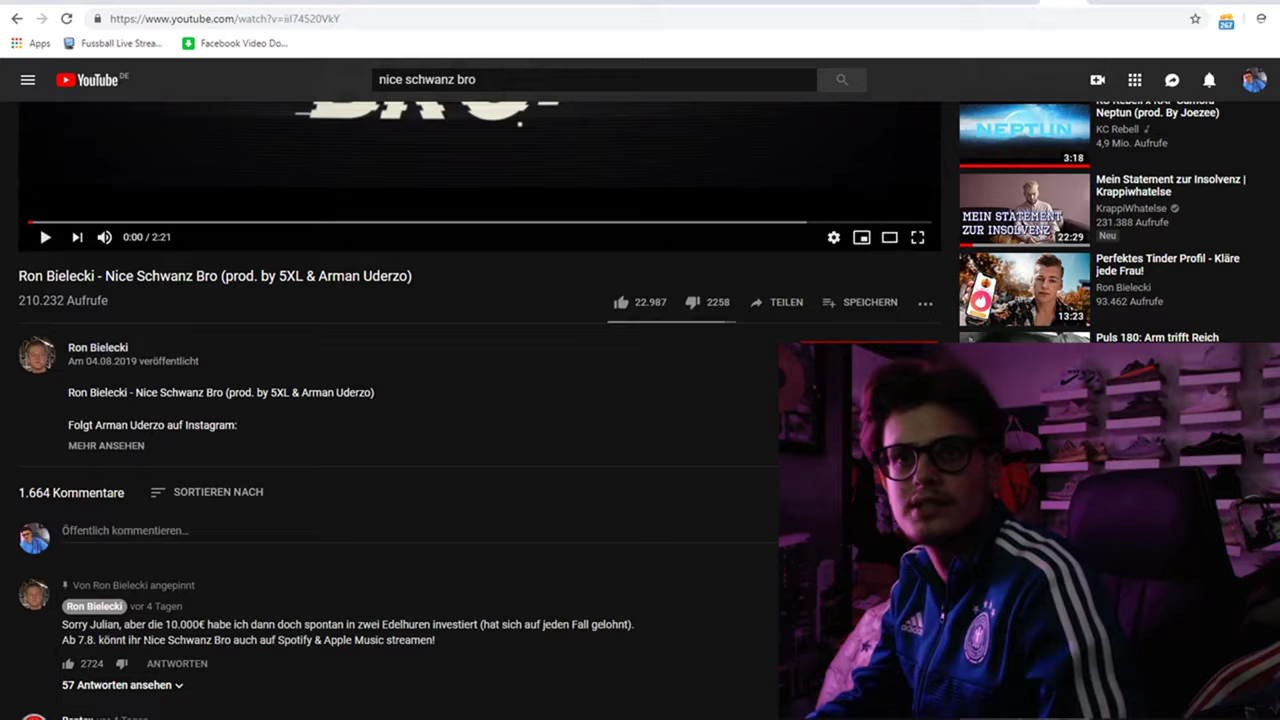 https://www.youtube.com/watch?v=iiI74520VkY
267
Apps
Fussball Live Strea...
Facebook Video Do...
YouTube DE
nice schwanz bro
BRO.
0:00 / 2:21
Ron Bielecki - Nice Schwanz Bro (prod. by 5XL & Arman Uderzo)
210.232 Aufrufe
22.987
2258
TEILEN
SPEICHERN
Ron Bielecki
Am 04.08.2019 veröffentlicht
Ron Bielecki - Nice Schwanz Bro (prod. by 5XL & Arman Uderzo)
Folgt Arman Uderzo auf Instagram:
MEHR ANSEHEN
1.664 Kommentare
SORTIEREN NACH
Öffentlich kommentieren...
Von Ron Bielecki angepinnt
Ron Bielecki vor 4 Tagen
Sorry Julian, aber die 10.000€ habe ich dann doch spontan in zwei Edelhuren investiert (hat sich auf jeden Fall gelohnt).
Ab 7.8. könnt ihr Nice Schwanz Bro auch auf Spotify & Apple Music streamen!
2724
ANTWORTEN
57 Antworten ansehen
vor 4 Tagen
NEPTUN
3:18
Neptun (prod. By Joezee)
KC Rebell
4,9 Mio. Aufrufe
MEIN STATEMENT
ZUR INSOLVENZ
22:29
Mein Statement zur Insolvenz |
Krappiwhatelse
KrappiWhatelse
231.388 Aufrufe
Neu
13:23
Perfektes Tinder Profil - Kläre
jede Frau!
Ron Bielecki
93.462 Aufrufe
Puls 180: Arm trifft Reich
adidas